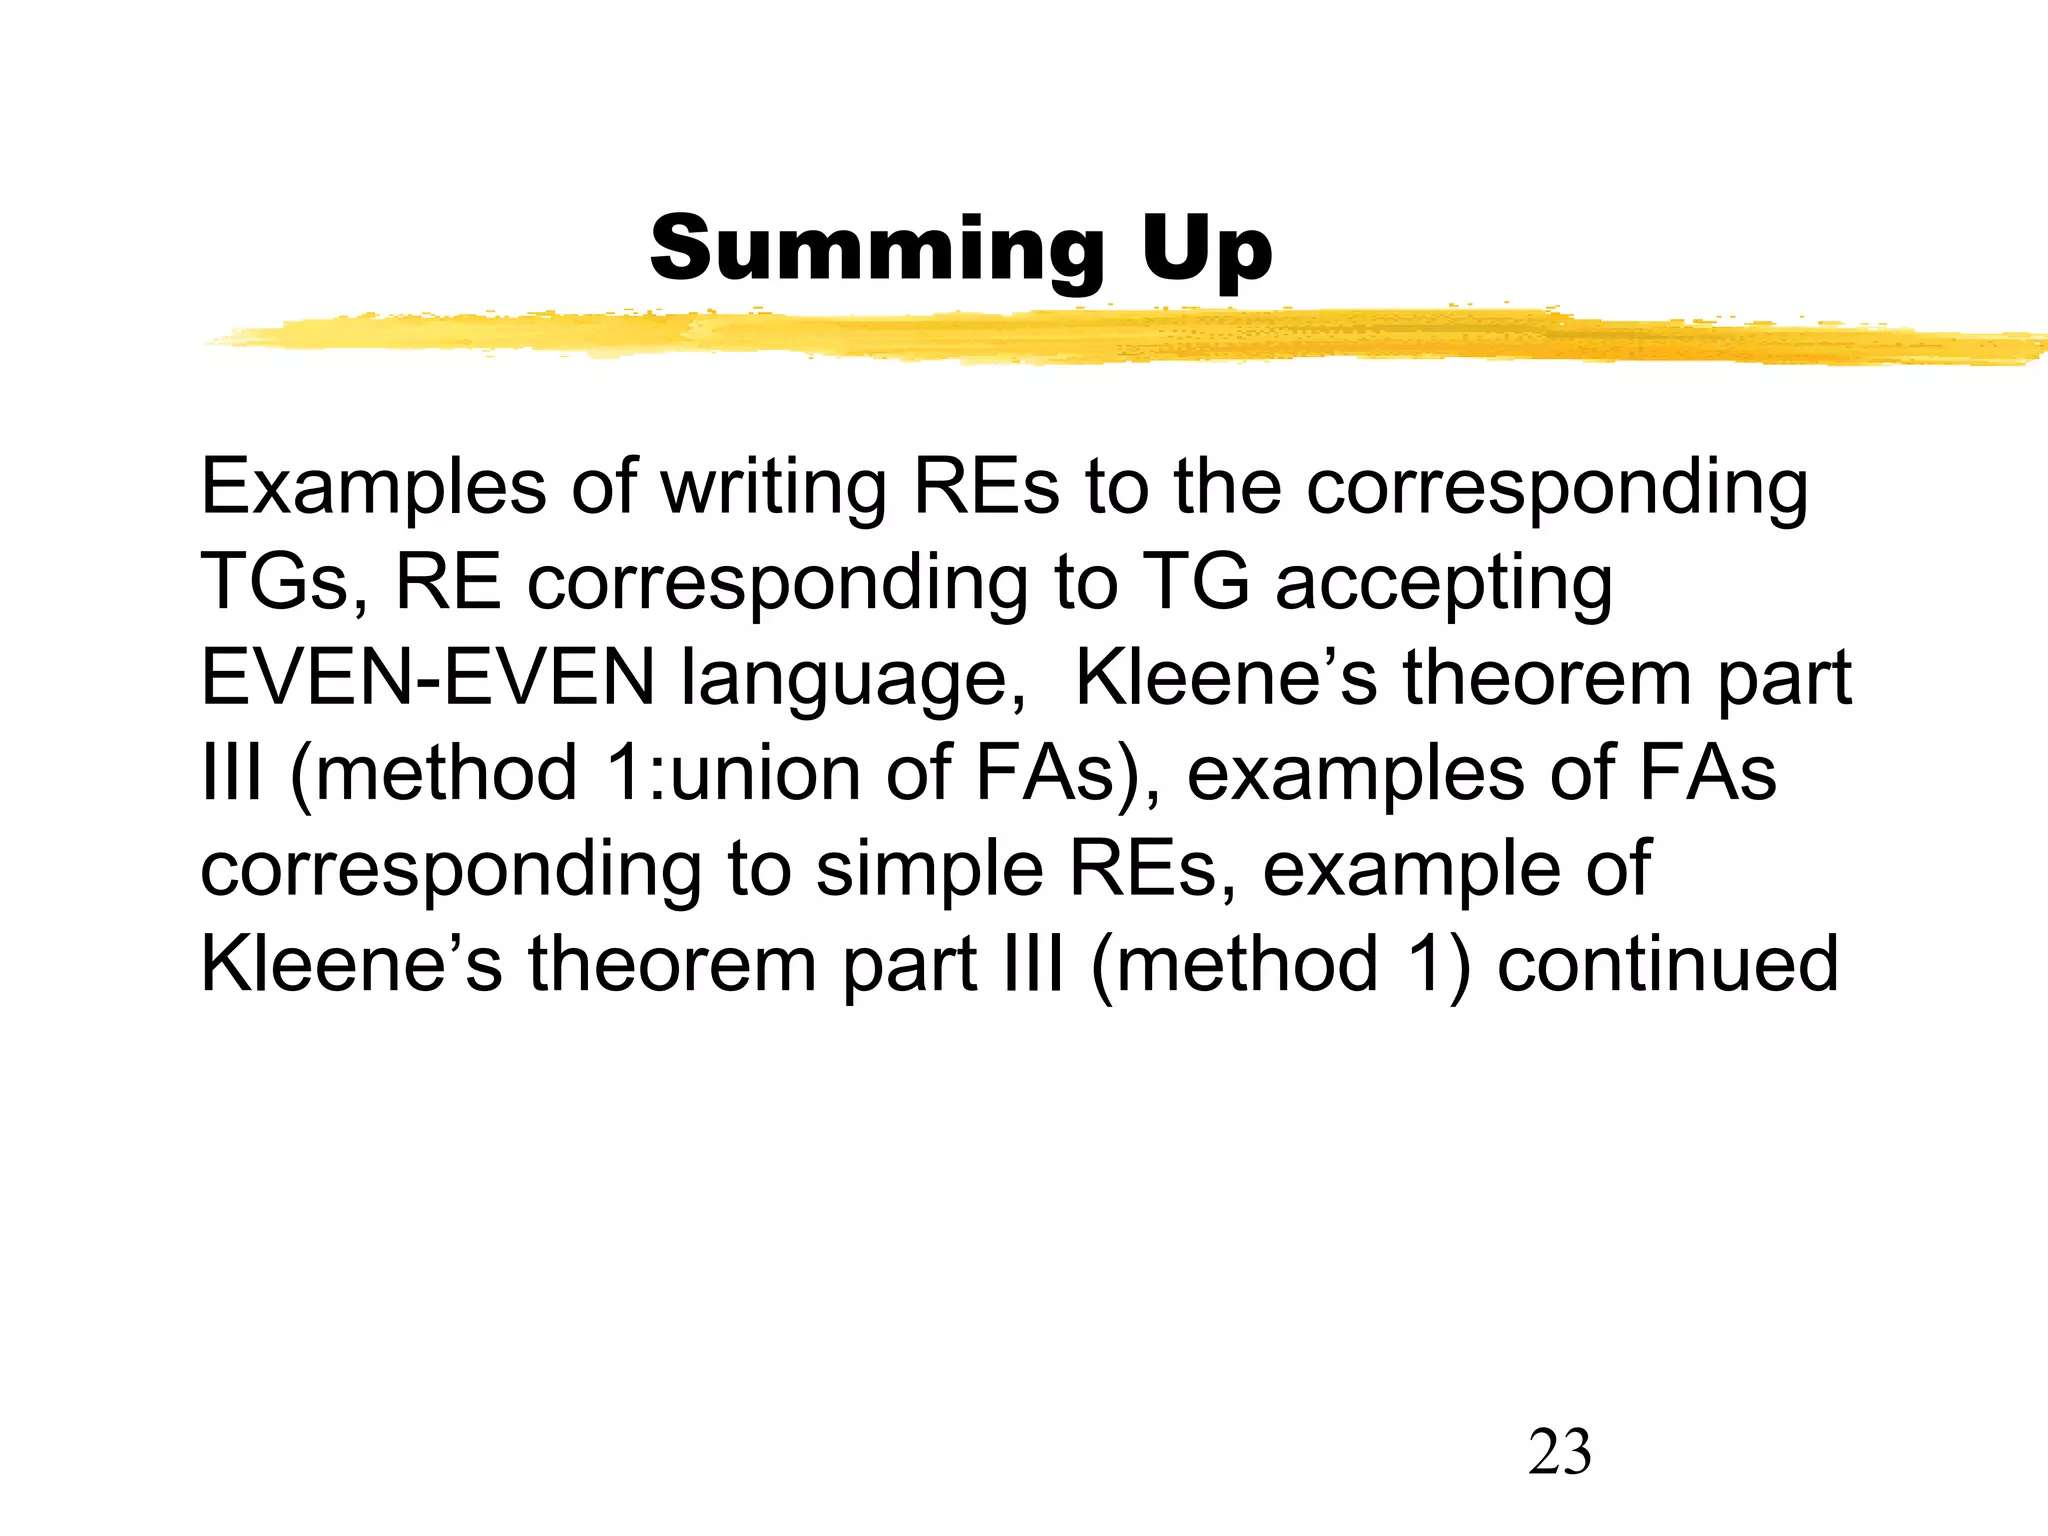 Summing Up
Examples of writing REs to the corresponding
TGs, RE corresponding to TG accepting
EVEN-EVEN language,  Kleene’s theorem part
III (method 1:union of FAs), examples of FAs
corresponding to simple REs, example of
Kleene’s theorem part III (method 1) continued
23